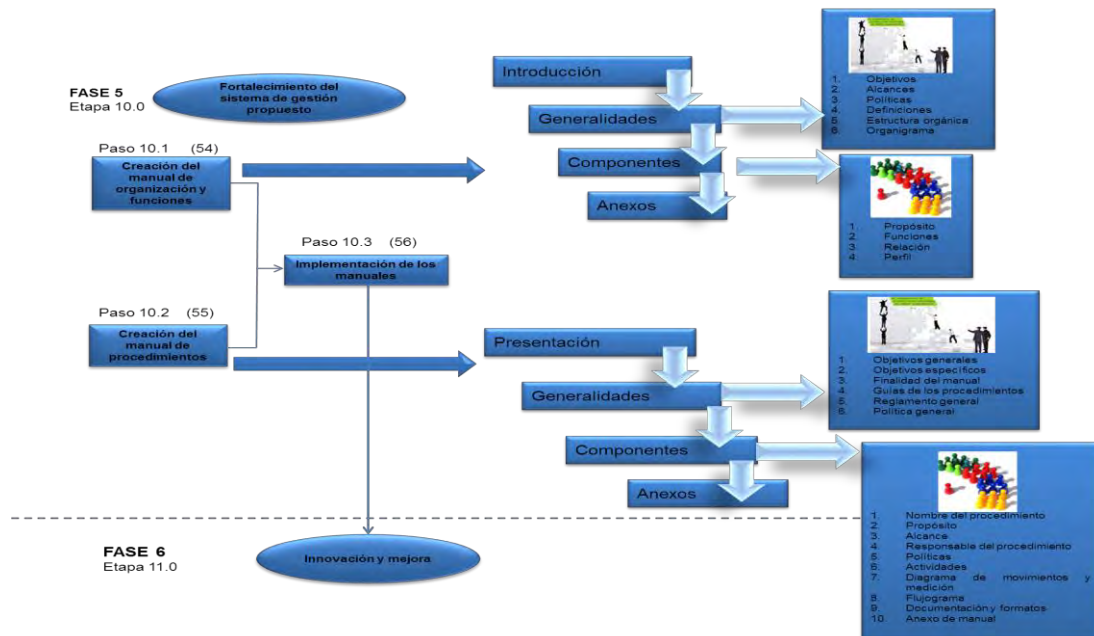 FASE 5
Etapa 10.0
Fortalecimiento del
sistema de gestión
propuesto
Paso 10.1 (54)
Creación del
manual de
organización y
funciones
Paso 10.3 (56)
Implementación de los
manuales
Paso 10.2 (55)
Creación del
manual de
procedimientos
Introducción
Generalidades
Componentes
Anexos
1. Objetivos
2. Alcances
3. Políticas
4. Definiciones
5. Estructura orgánica
6. Organigrama
1. Propósito
2. Funciones
3. Relación
4. Perfil
Presentación
Generalidades
Componentes
Anexos
1. Objetivos generales
2. Objetivos específicos
3. Finalidad del manual
4. Guías de los procedimientos
5. Reglamento general
6. Política general
1. Nombre del procedimiento
2. Propósito
3. Alcance
4. Responsable del procedimiento
5. Políticas
6. Actividades
7. Diagrama de movimientos y
medición
8. Flujograma
9. Documentación y formatos
10. Anexo de manual
FASE 6
Etapa 11.0
Innovación y mejora